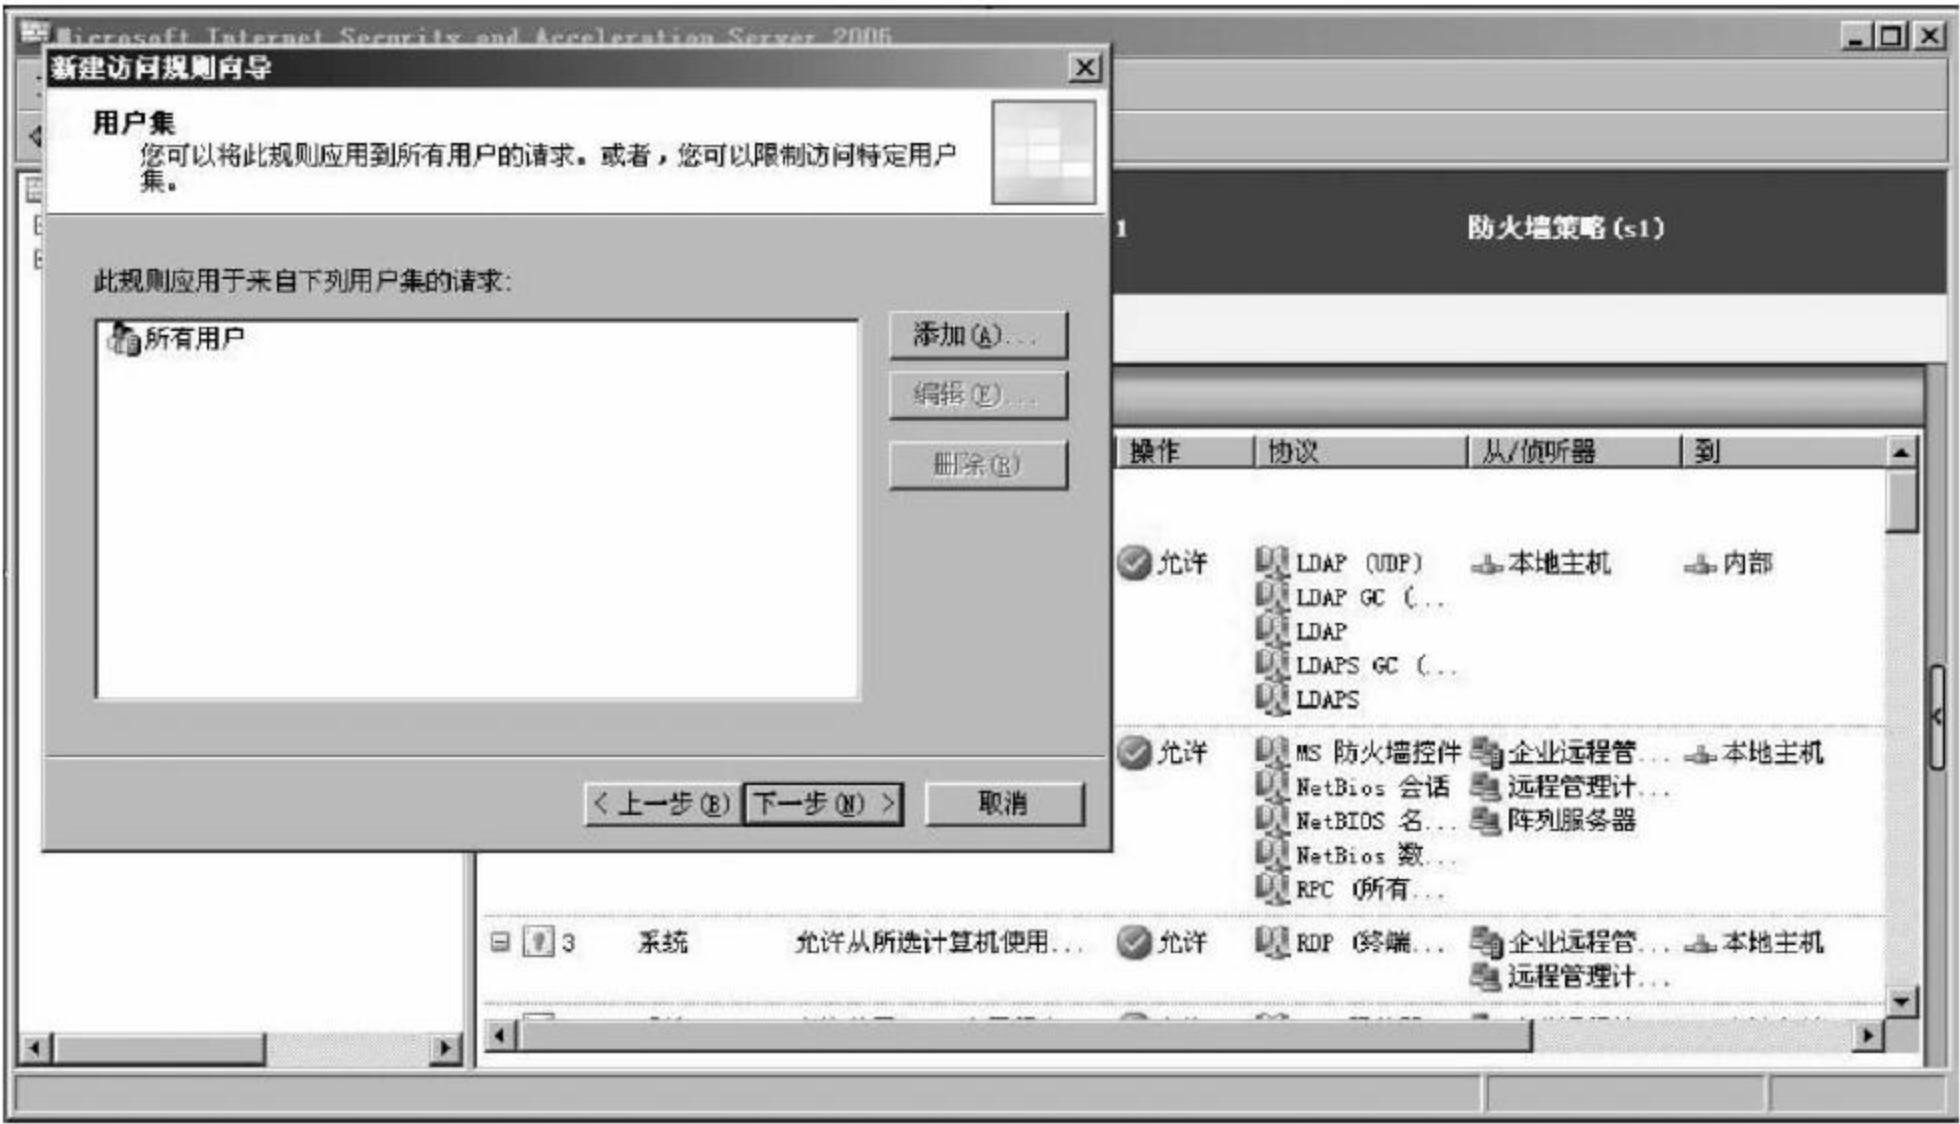 Microsoft Internet Security and Acceleration Server 2006
新建访问规则向导
用户集
您可以将此规则应用到所有用户的请求。或者，您可以限制访问特定用户
集。
1
防火墙策略(s1)
此规则应用于来自下列用户集的请求:
所有用户
添加(A)...
编辑(E)...
删除(R)
操作 协议 从/侦听器 到
允许 LDAP (UDP) 本地主机 内部
LDAP GC (...
LDAP
LDAPS GC (...
LDAPS
允许 MS 防火墙控件 企业远程管... 本地主机
NetBios 会话 远程管理计...
NetBIOS 名... 阵列服务器
NetBios 数...
RPC (所有...
<上一步(B) 下一步(N)> 取消
3 系统 允许从所选计算机使用... 允许 RDP (终端... 企业远程管... 本地主机
远程管理计...